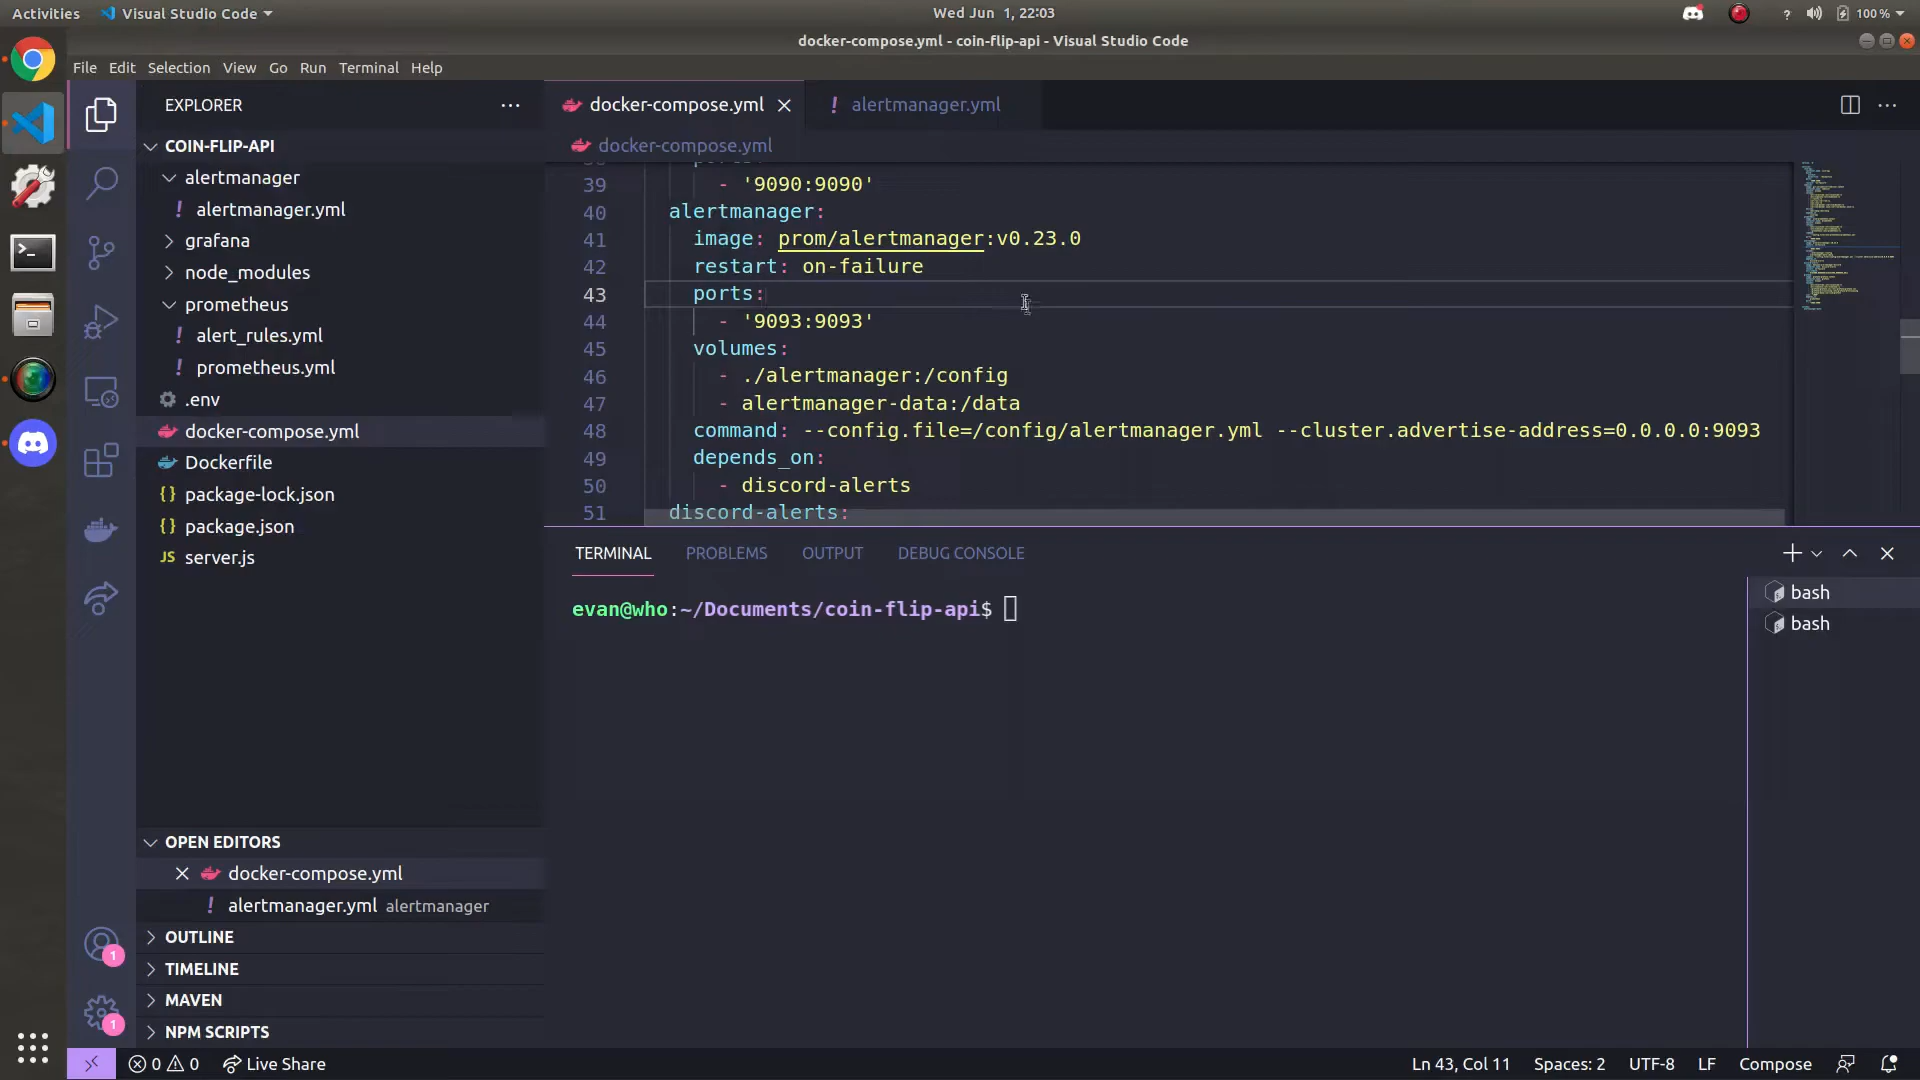 Activities
Visual Studio Code
Wed Jun 1, 22:03
?
100 %
docker-compose.yml - coin-flip-api - Visual Studio Code
File Edit Selection View Go Run Terminal Help
EXPLORER
COIN-FLIP-API
alertmanager
! alertmanager.yml
grafana
node_modules
prometheus
! alert_rules.yml
! prometheus.yml
.env
docker-compose.yml
Dockerfile
{} package-lock.json
{} package.json
JS server.js
OPEN EDITORS
docker-compose.yml
! alertmanager.yml alertmanager
OUTLINE
TIMELINE
MAVEN
NPM SCRIPTS
1
1
docker-compose.yml
! alertmanager.yml
docker-compose.yml
39 - '9090:9090'
40 alertmanager:
41 image: prom/alertmanager:v0.23.0
42 restart: on-failure
43 ports:
44 - '9093:9093'
45 volumes:
46 - ./alertmanager:/config
47 - alertmanager-data:/data
48 command: --config.file=/config/alertmanager.yml --cluster.advertise-address=0.0.0.0:9093
49 depends_on:
50 - discord-alerts
51 discord-alerts:
TERMINAL PROBLEMS OUTPUT DEBUG CONSOLE
evan@who:~/Documents/coin-flip-api$
bash
bash
0 0 Live Share
Ln 43, Col 11 Spaces: 2 UTF-8 LF Compose